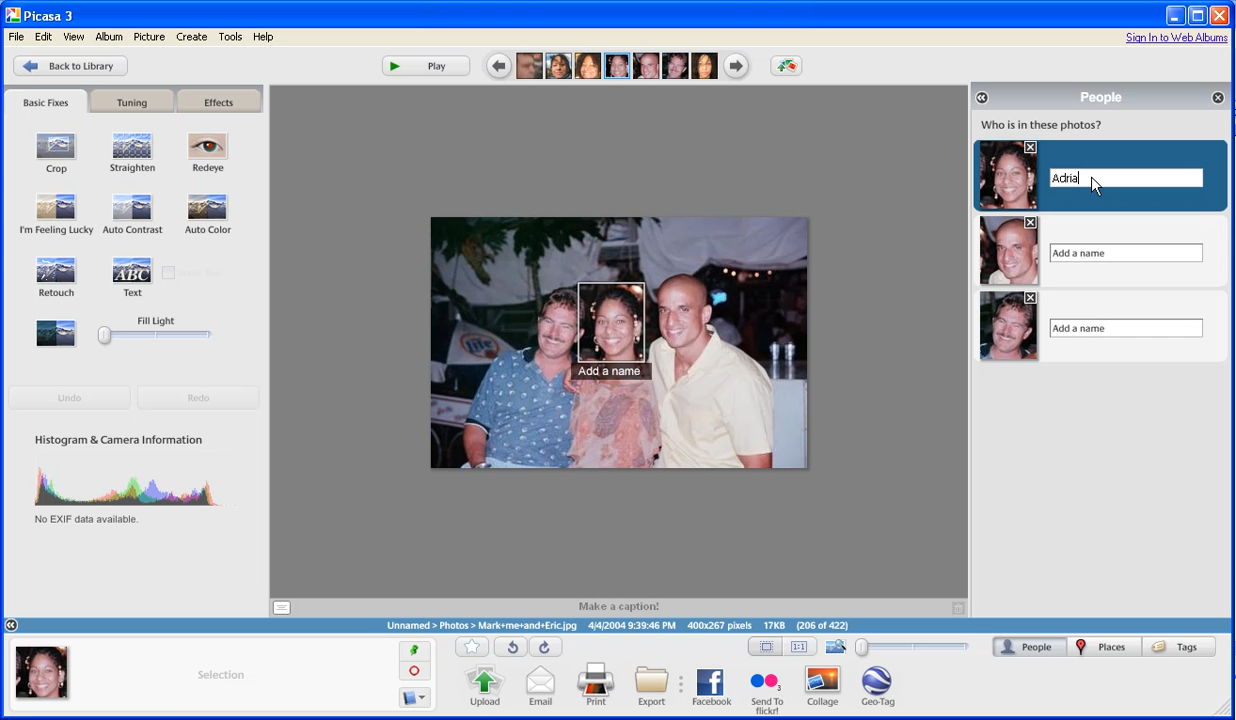 Picasa 3
File Edit View Album Picture Create Tools Help
Sign In to Web Albums
Back to Library
Play
Basic Fixes Tuning Effects
People
Who is in these photos?
Crop Straighten Redeye
Adria
I'm Feeling Lucky Auto Contrast Auto Color
Add a name
Retouch ABC Text
Fill Light
Add a name
Lite
Add a name
Undo Redo
Histogram & Camera Information
No EXIF data available.
Make a caption!
Unnamed > Photos > Mark+me+and+Eric.jpg 4/4/2004 9:39:46 PM 400x267 pixels 17KB (206 of 422)
1:1
People Places Tags
Selection
Upload Email Print Export Facebook Send To Collage Geo-Tag
flickr!